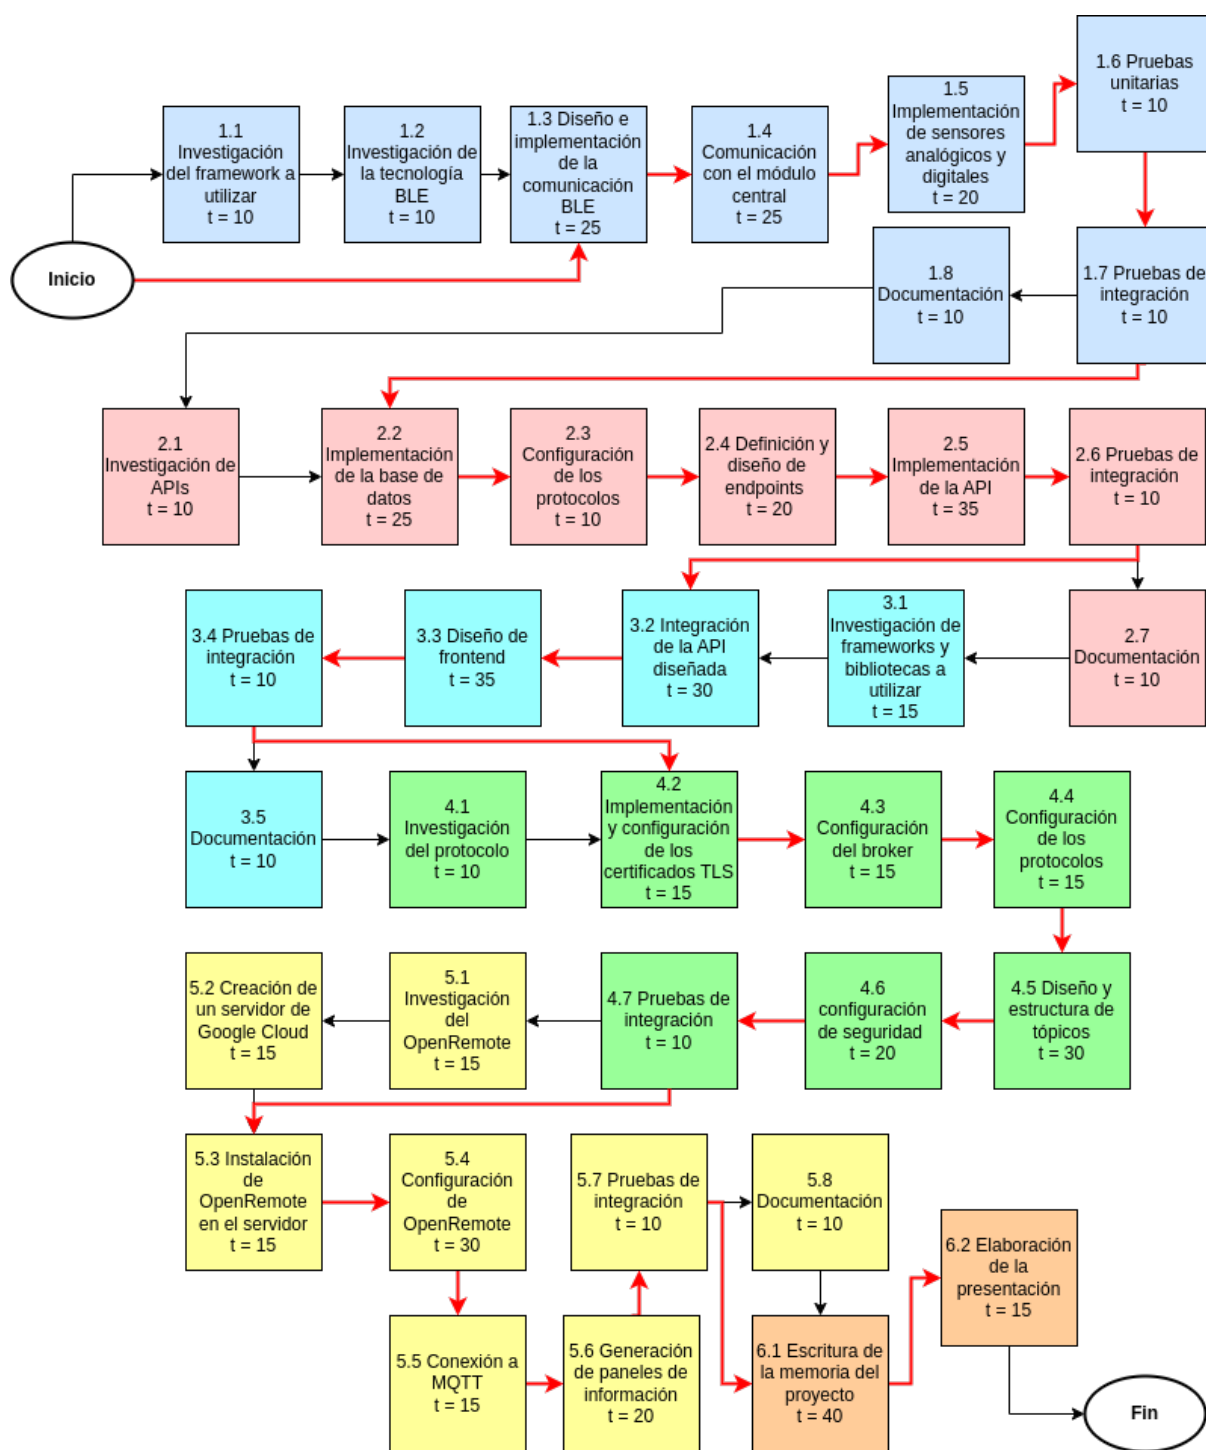 Inicio
1.1
Investigación
del framework a
utilizar
t = 10
1.2
Investigación de
la tecnología
BLE
t = 10
1.3 Diseño e
implementación
de la
comunicación
BLE
t = 25
1.4
Comunicación
con el módulo
central
t = 25
1.5
Implementación
de sensores
analógicos y
digitales
t = 20
1.6 Pruebas
unitarias
t = 10
1.7 Pruebas de
integración
t = 10
1.8
Documentación
t = 10
2.1
Investigación de
APIs
t = 10
2.2
Implementación
de la base de
datos
t = 25
2.3
Configuración
de los
protocolos
t = 10
2.4 Definición y
diseño de
endpoints
t = 20
2.5
Implementación
de la API
t = 35
2.6 Pruebas de
integración
t = 10
2.7
Documentación
t = 10
3.1
Investigación de
frameworks y
bibliotecas a
utilizar
t = 15
3.2 Integración
de la API
diseñada
t = 30
3.3 Diseño de
frontend
t = 35
3.4 Pruebas de
integración
t = 10
3.5
Documentación
t = 10
4.1
Investigación
del protocolo
t = 10
4.2
Implementación
y configuración
de los
certificados TLS
t = 15
4.3
Configuración
del broker
t = 15
4.4
Configuración
de los
protocolos
t = 15
4.5 Diseño y
estructura de
tópicos
t = 30
4.6
configuración
de seguridad
t = 20
4.7 Pruebas de
integración
t = 10
5.1
Investigación
del
OpenRemote
t = 15
5.2 Creación de
un servidor de
Google Cloud
t = 15
5.3 Instalación
de
OpenRemote
en el servidor
t = 15
5.4
Configuración
de
OpenRemote
t = 30
5.5 Conexión a
MQTT
t = 15
5.6 Generación
de paneles de
información
t = 20
5.7 Pruebas de
integración
t = 10
5.8
Documentación
t = 10
6.1 Escritura de
la memoria del
proyecto
t = 40
6.2 Elaboración
de la
presentación
t = 15
Fin